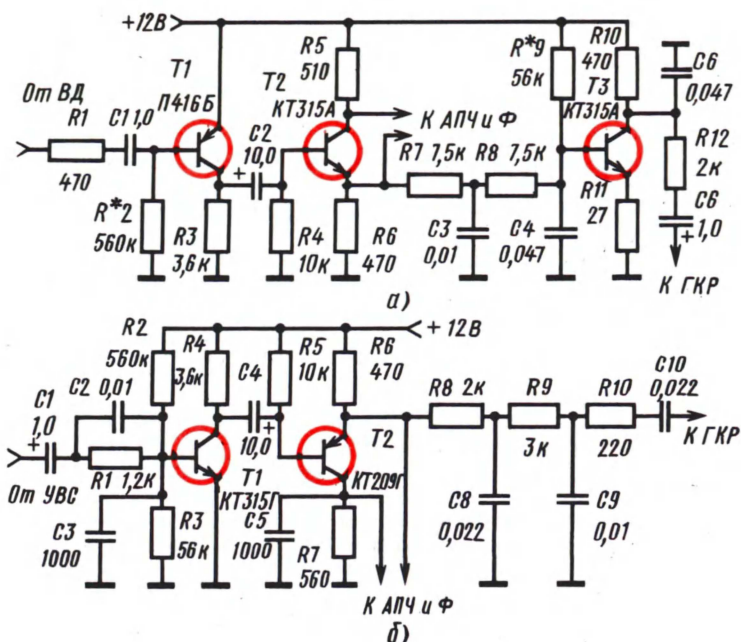 +12В
От ВД
R1
470
C1 1,0
T1
П416Б
R*2
560к
R3
3,6к
C2
10,0
+
T2
КТ315А
R5
510
R4
10к
R6
470
К АПЧ и Ф
R7 7,5к
R8 7,5к
C3
0,01
C4
0,047
R*9
56к
R10
470
T3
КТ315А
R11
27
C6
0,047
R12
2к
C6
1,0
+
К ГКР
а)
+12В
R2
560к
C2
0,01
C1
1,0
+
R1 1,2к
От УВС
C3
1000
R3
56к
R4
3,6к
T1
КТ315Г
C4
10,0
+
R5
10к
R6
470
T2
КТ209Г
C5
1000
R7
560
К АПЧ и Ф
R8 2к
C8
0,022
R9
3к
C9
0,01
R10
220
C10
0,022
К ГКР
б)